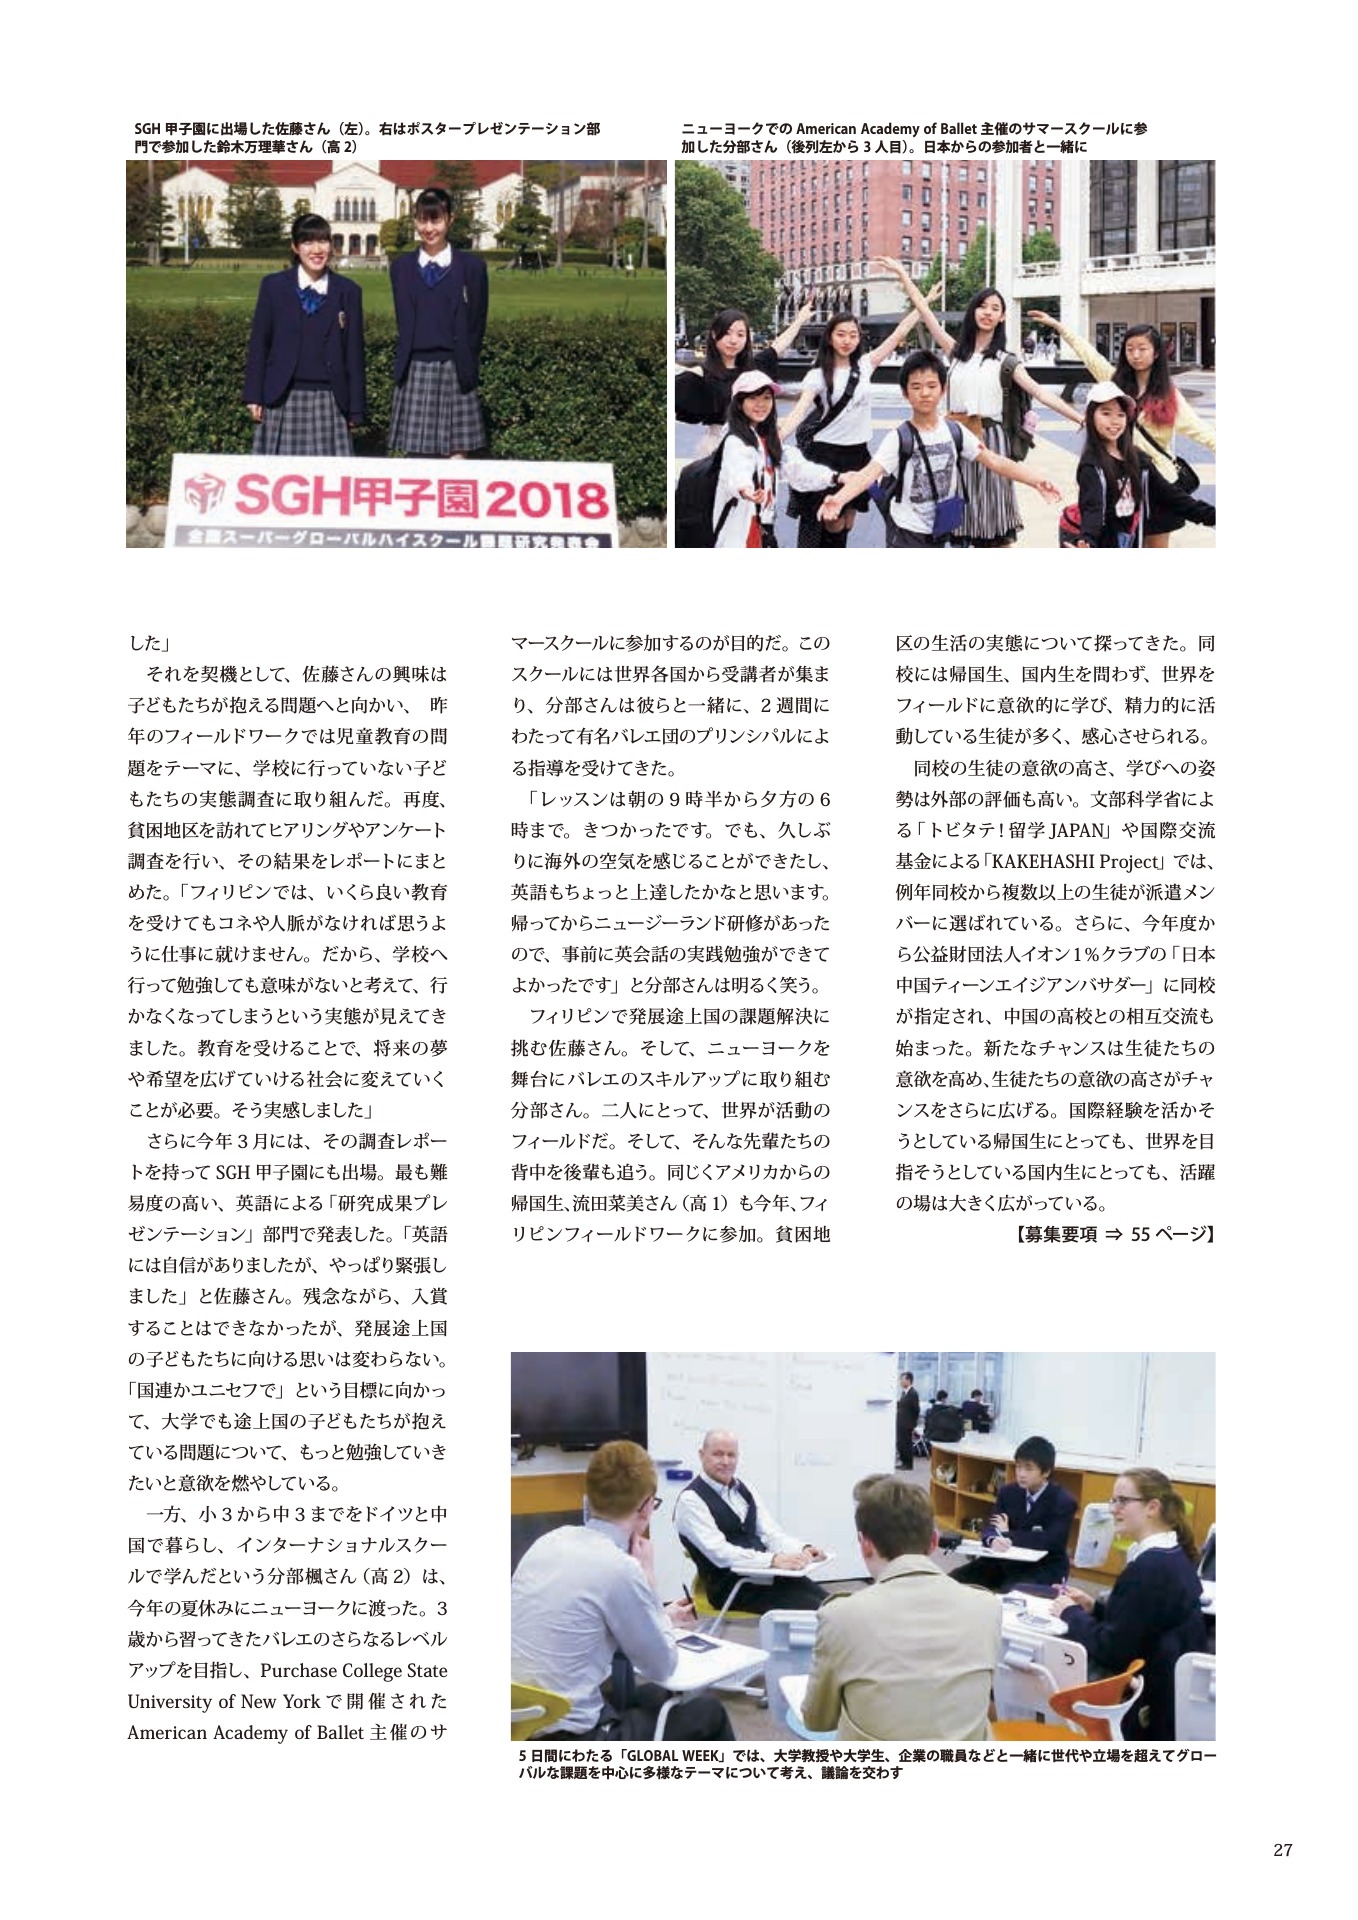 SGH 甲子園に出場した佐藤さん（左）。右はポスタープレゼンテーション部
門で参加した鈴木万理華さん（高 2）
ニューヨークでの American Academy of Ballet 主催のサマースクールに参
加した分部さん（後列左から 3 人目）。日本からの参加者と一緒に
SGH甲子園2018
全国スーパーグローバルハイスクール課題研究発表会
した」
それを契機として、佐藤さんの興味は
子どもたちが抱える問題へと向かい、 昨
年のフィールドワークでは児童教育の問
題をテーマに、学校に行っていない子ど
もたちの実態調査に取り組んだ。再度、
貧困地区を訪れてヒアリングやアンケート
調査を行い、その結果をレポートにまと
めた。「フィリピンでは、いくら良い教育
を受けてもコネや人脈がなければ思うよ
うに仕事に就けません。だから、学校へ
行って勉強しても意味がないと考えて、行
かなくなってしまうという実態が見えてき
ました。教育を受けることで、将来の夢
や希望を広げていける社会に変えていく
ことが必要。そう実感しました」
さらに今年 3 月には、その調査レポー
トを持って SGH 甲子園にも出場。最も難
易度の高い、英語による「研究成果プレ
ゼンテーション」部門で発表した。「英語
には自信がありましたが、やっぱり緊張し
ました」と佐藤さん。残念ながら、入賞
することはできなかったが、発展途上国
の子どもたちに向ける思いは変わらない。
「国連かユニセフで」という目標に向かっ
て、大学でも途上国の子どもたちが抱え
ている問題について、もっと勉強していき
たいと意欲を燃やしている。
一方、小 3 から中 3 までをドイツと中
国で暮らし、インターナショナルスクー
ルで学んだという分部楓さん（高 2）は、
今年の夏休みにニューヨークに渡った。3
歳から習ってきたバレエのさらなるレベル
アップを目指し、Purchase College State
University of New York で開催された
American Academy of Ballet 主催のサ
マースクールに参加するのが目的だ。この
スクールには世界各国から受講者が集ま
り、分部さんは彼らと一緒に、2 週間に
わたって有名バレエ団のプリンシパルによ
る指導を受けてきた。
「レッスンは朝の 9 時半から夕方の 6
時まで。きつかったです。でも、久しぶ
りに海外の空気を感じることができたし、
英語もちょっと上達したかなと思います。
帰ってからニュージーランド研修があった
ので、事前に英会話の実践勉強ができて
よかったです」と分部さんは明るく笑う。
フィリピンで発展途上国の課題解決に
挑む佐藤さん。そして、ニューヨークを
舞台にバレエのスキルアップに取り組む
分部さん。二人にとって、世界が活動の
フィールドだ。そして、そんな先輩たちの
背中を後輩も追う。同じくアメリカからの
帰国生、流田菜美さん（高 1）も今年、フィ
リピンフィールドワークに参加。貧困地
区の生活の実態について探ってきた。同
校には帰国生、国内生を問わず、世界を
フィールドに意欲的に学び、精力的に活
動している生徒が多く、感心させられる。
同校の生徒の意欲の高さ、学びへの姿
勢は外部の評価も高い。文部科学省によ
る「トビタテ！留学 JAPAN」や国際交流
基金による「KAKEHASHI Project」では、
例年同校から複数以上の生徒が派遣メン
バーに選ばれている。さらに、今年度か
ら公益財団法人イオン 1％クラブの「日本
中国ティーンエイジアンバサダー」に同校
が指定され、中国の高校との相互交流も
始まった。新たなチャンスは生徒たちの
意欲を高め、生徒たちの意欲の高さがチャ
ンスをさらに広げる。国際経験を活かそ
うとしている帰国生にとっても、世界を目
指そうとしている国内生にとっても、活躍
の場は大きく広がっている。
【募集要項 ⇒ 55 ページ】
5 日間にわたる「GLOBAL WEEK」では、大学教授や大学生、企業の職員などと一緒に世代や立場を超えてグロー
バルな課題を中心に多様なテーマについて考え、議論を交わす
27